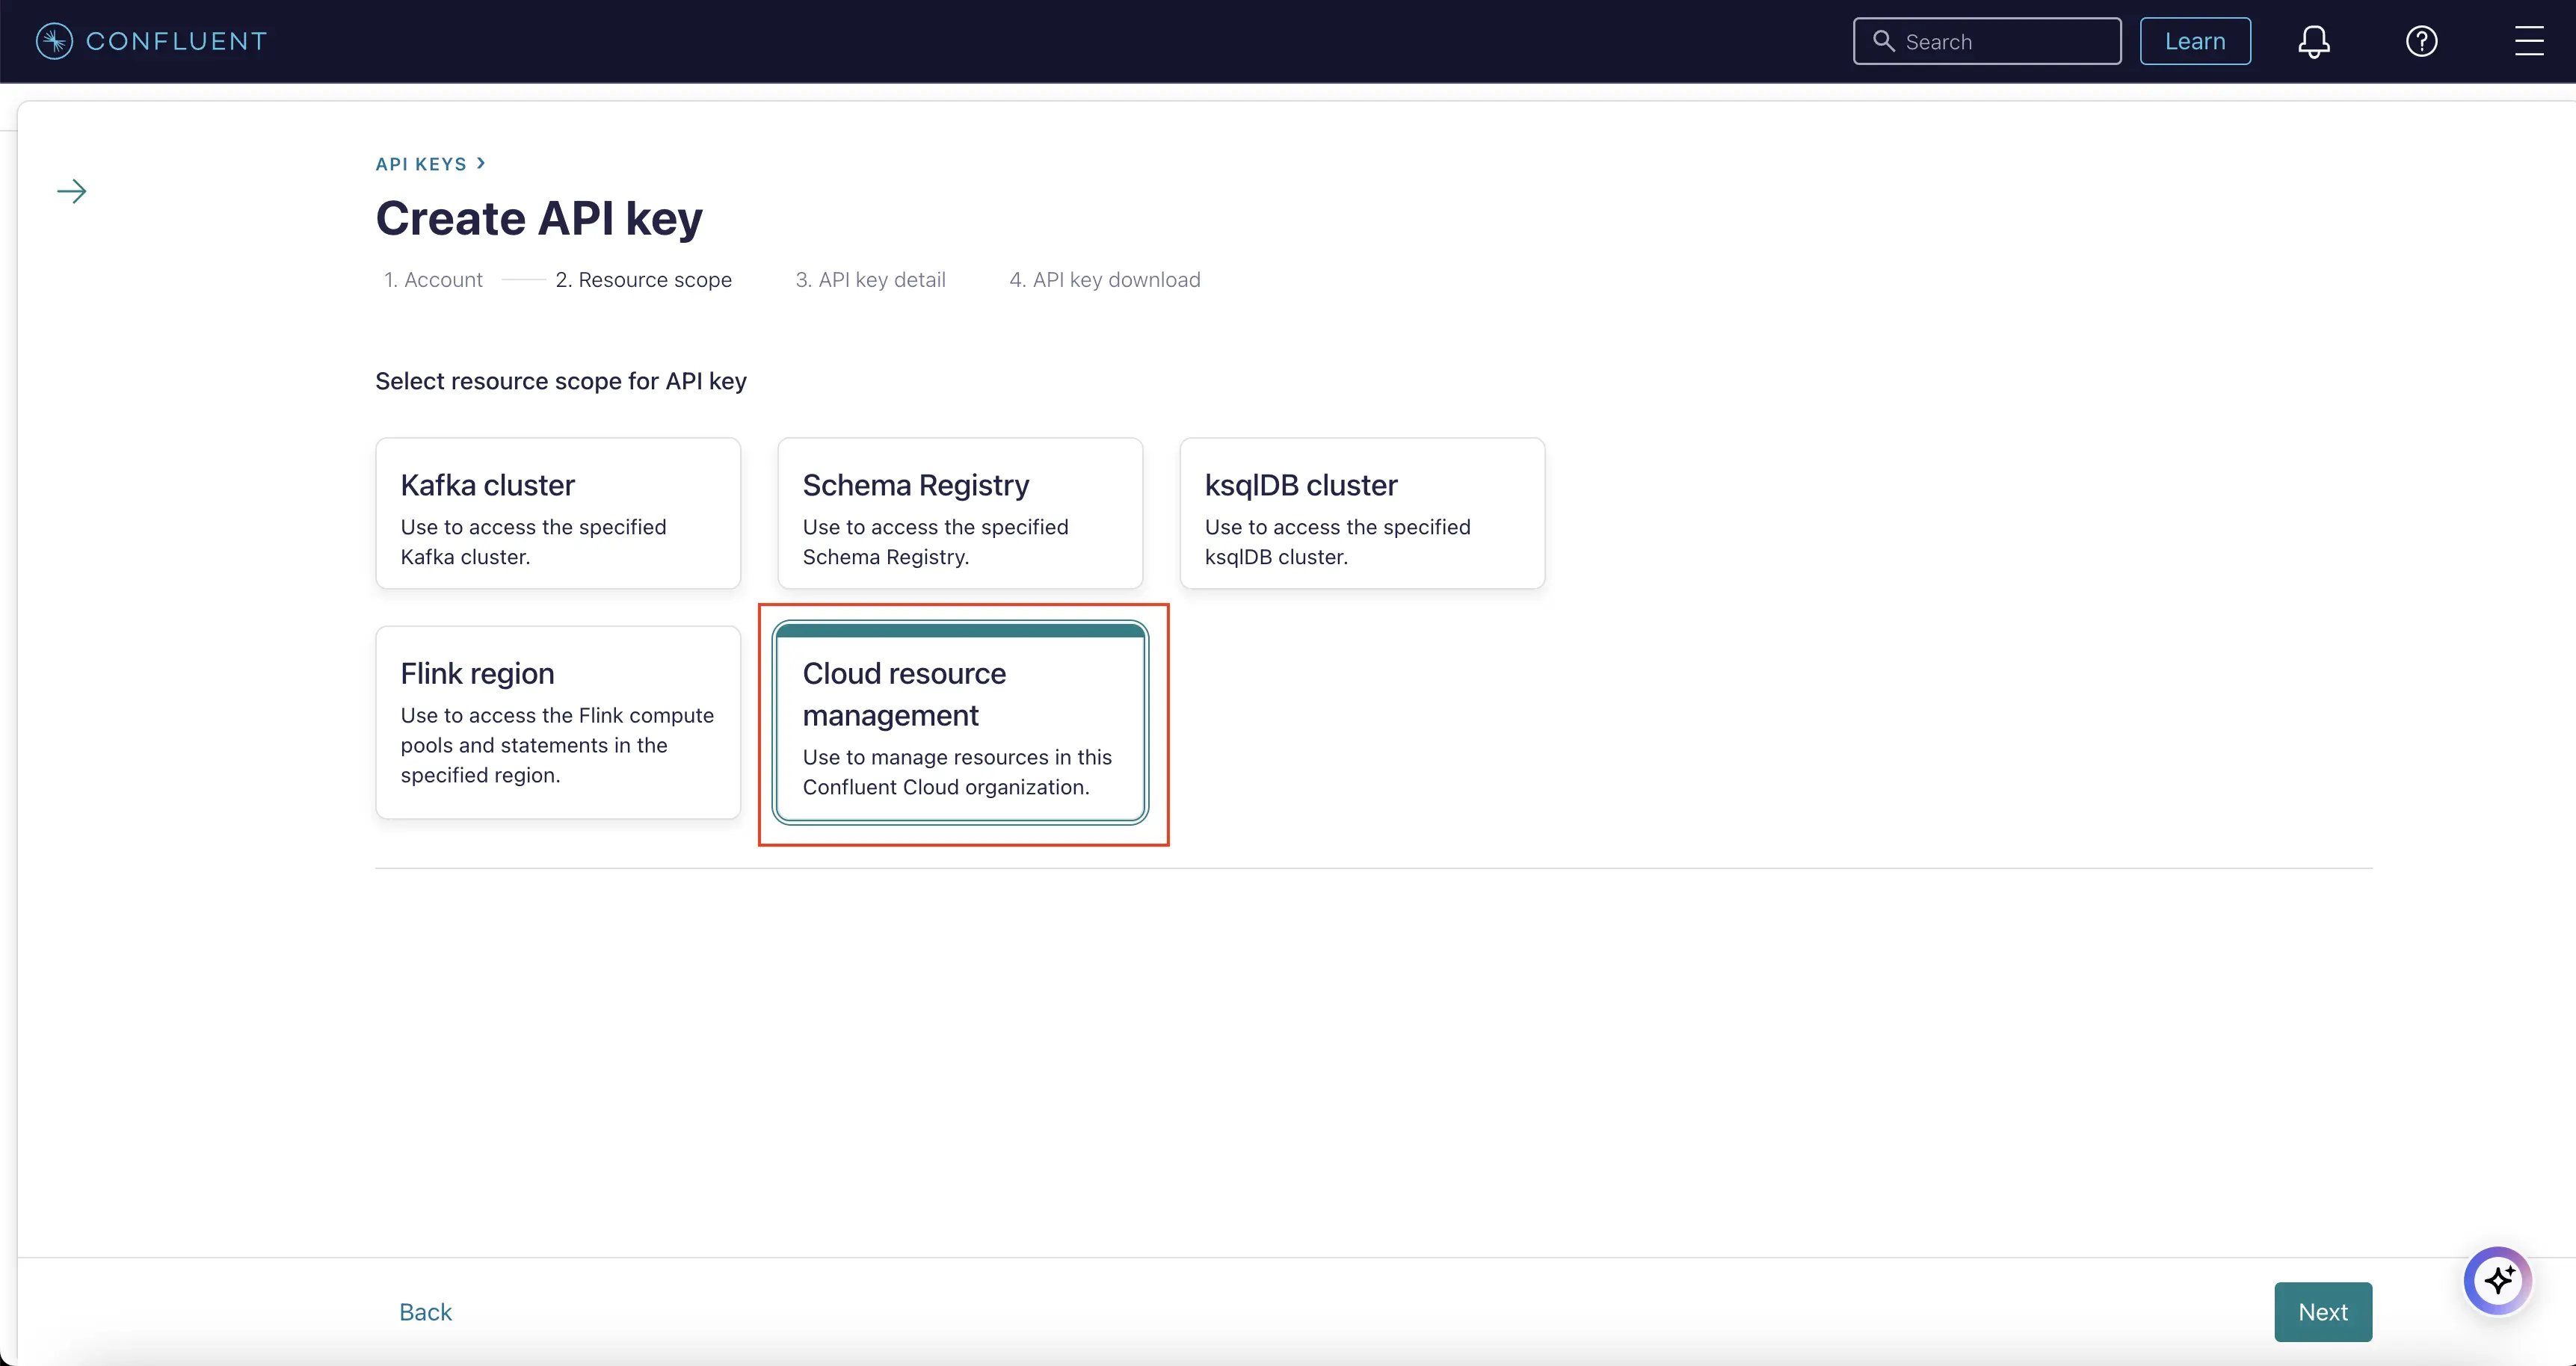 CONFLUENT
Search
Learn
API KEYS
Create API key
1. Account
2. Resource scope
3. API key detail
4. API key download
Select resource scope for API key
Kafka cluster
Use to access the specified
Kafka cluster.
Schema Registry
Use to access the specified
Schema Registry.
ksqlDB cluster
Use to access the specified
ksqlDB cluster.
Flink region
Use to access the Flink compute
pools and statements in the
specified region.
Cloud resource
management
Use to manage resources in this
Confluent Cloud organization.
Back
Next